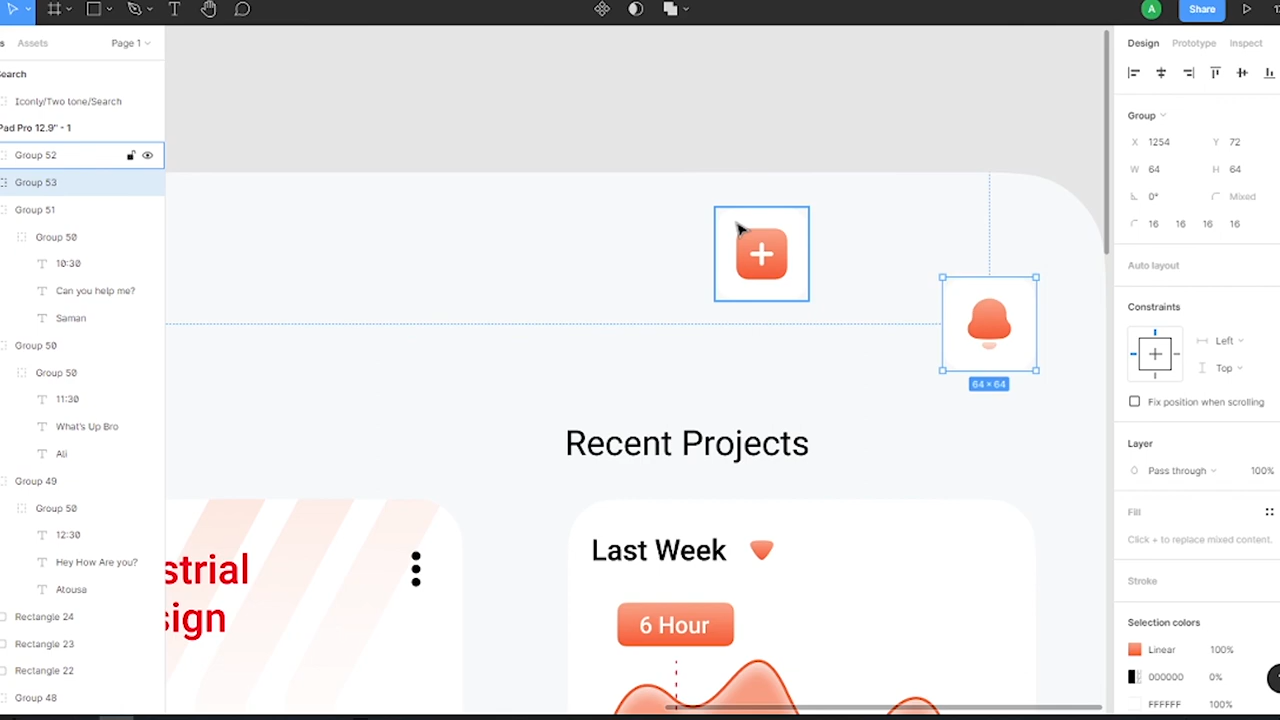 A
Share
s
Assets
Page 1
Design
Prototype
Inspect
Search
Iconly/Two tone/Search
Pad Pro 12.9" - 1
Group 52
Group 53
Group 51
Group 50
10:30
Can you help me?
Saman
Group 50
Group 50
11:30
What's Up Bro
Ali
Group 49
Group 50
12:30
Hey How Are you?
Atousa
Rectangle 24
Rectangle 23
Rectangle 22
Group 48
64 × 64
Recent Projects
strial
sign
Last Week
6 Hour
Group
X 1254 Y 72
W 64 H 64
0° Mixed
16 16 16 16
Auto layout
Constraints
Left
Top
Fix position when scrolling
Layer
Pass through 100%
Fill
Click + to replace mixed content.
Stroke
Selection colors
Linear 100%
000000 0%
FFFFFF 100%